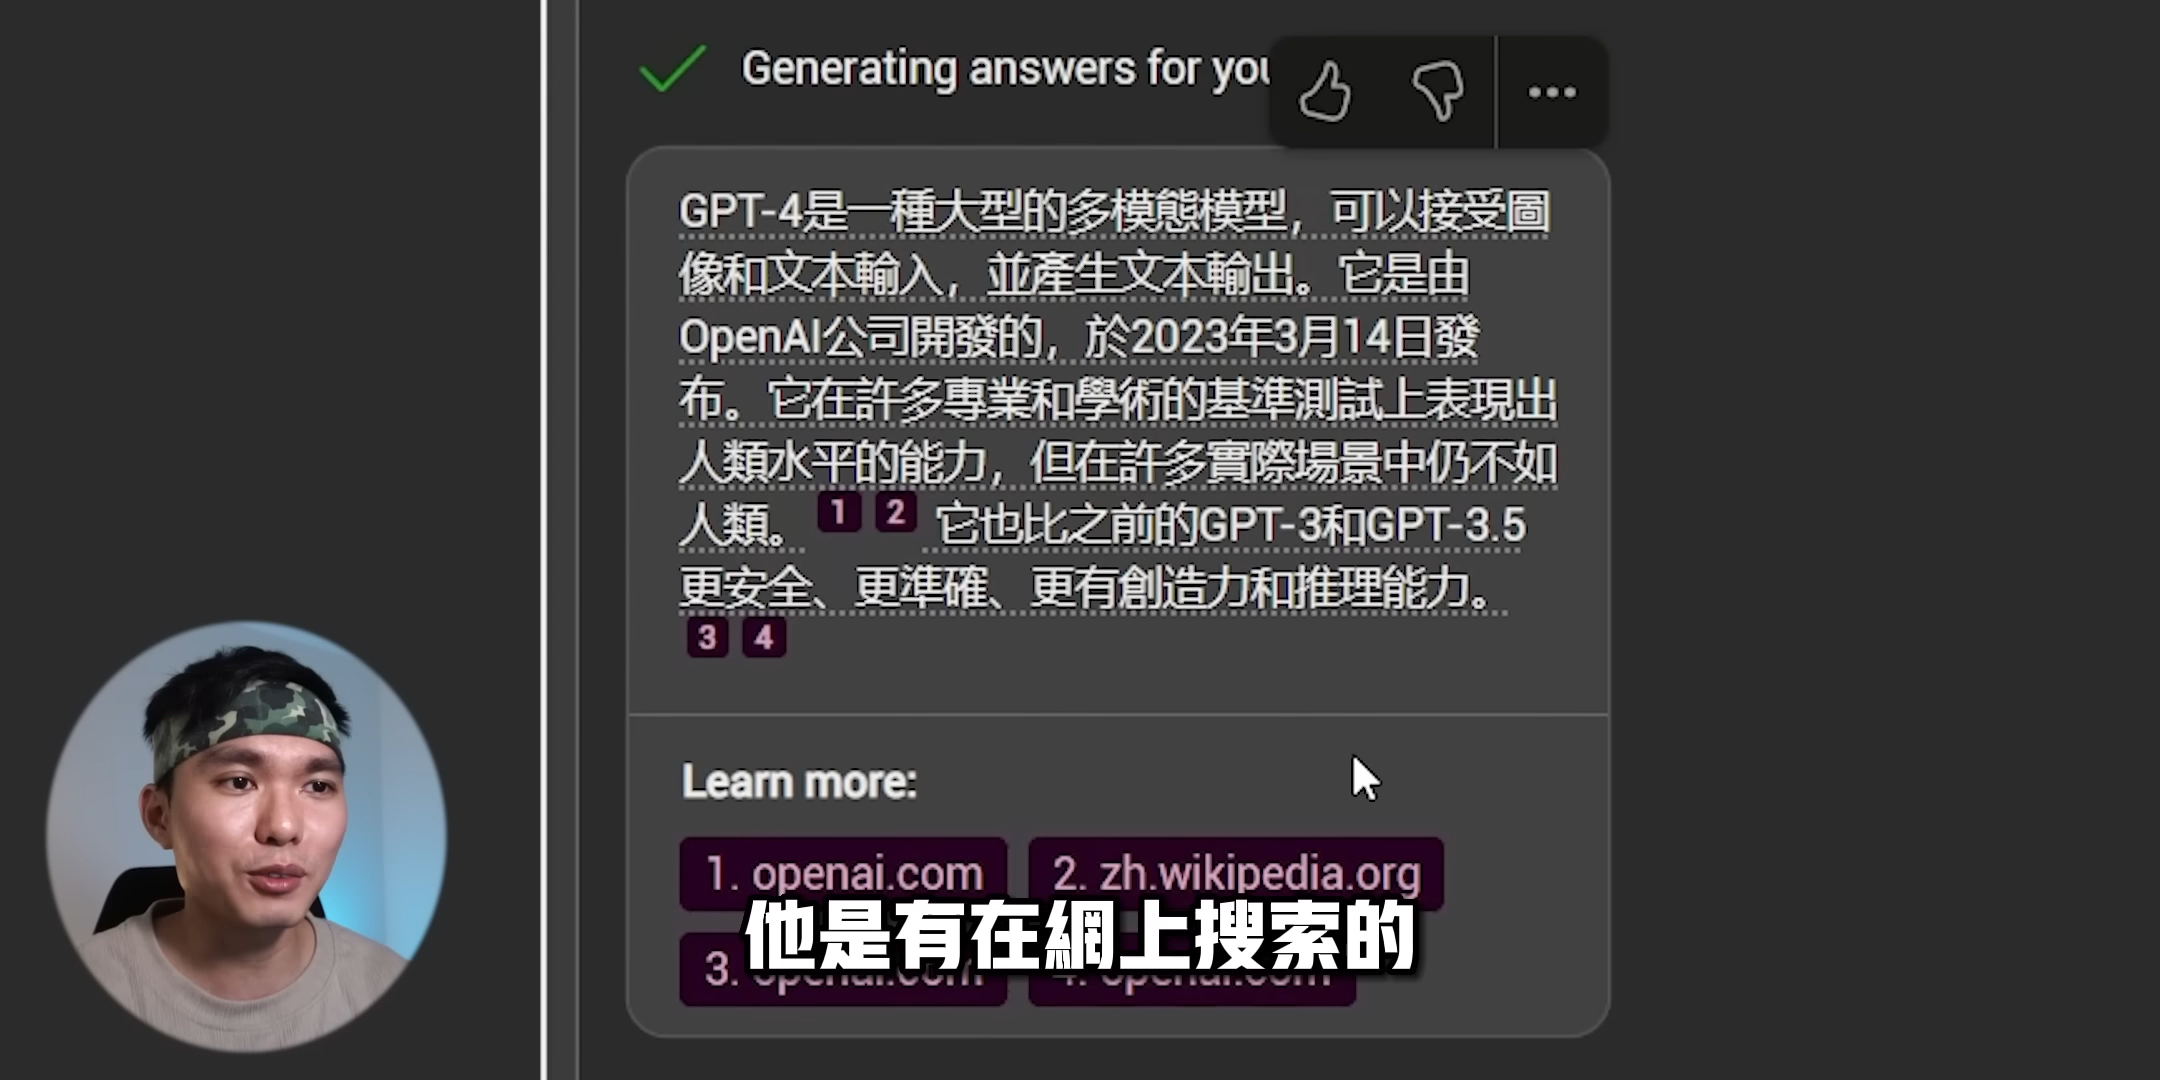 Generating answers for you
GPT-4是一種大型的多模態模型，可以接受圖
像和文本輸入，並產生文本輸出。它是由
OpenAI公司開發的，於2023年3月14日發
布。它在許多專業和學術的基準測試上表現出
人類水平的能力，但在許多實際場景中仍不如
人類。 1 2 它也比之前的GPT-3和GPT-3.5
更安全、更準確、更有創造力和推理能力。
3 4
Learn more:
1. openai.com 2. zh.wikipedia.org
他是有在網上搜索的
3. openai.com 4. openai.com